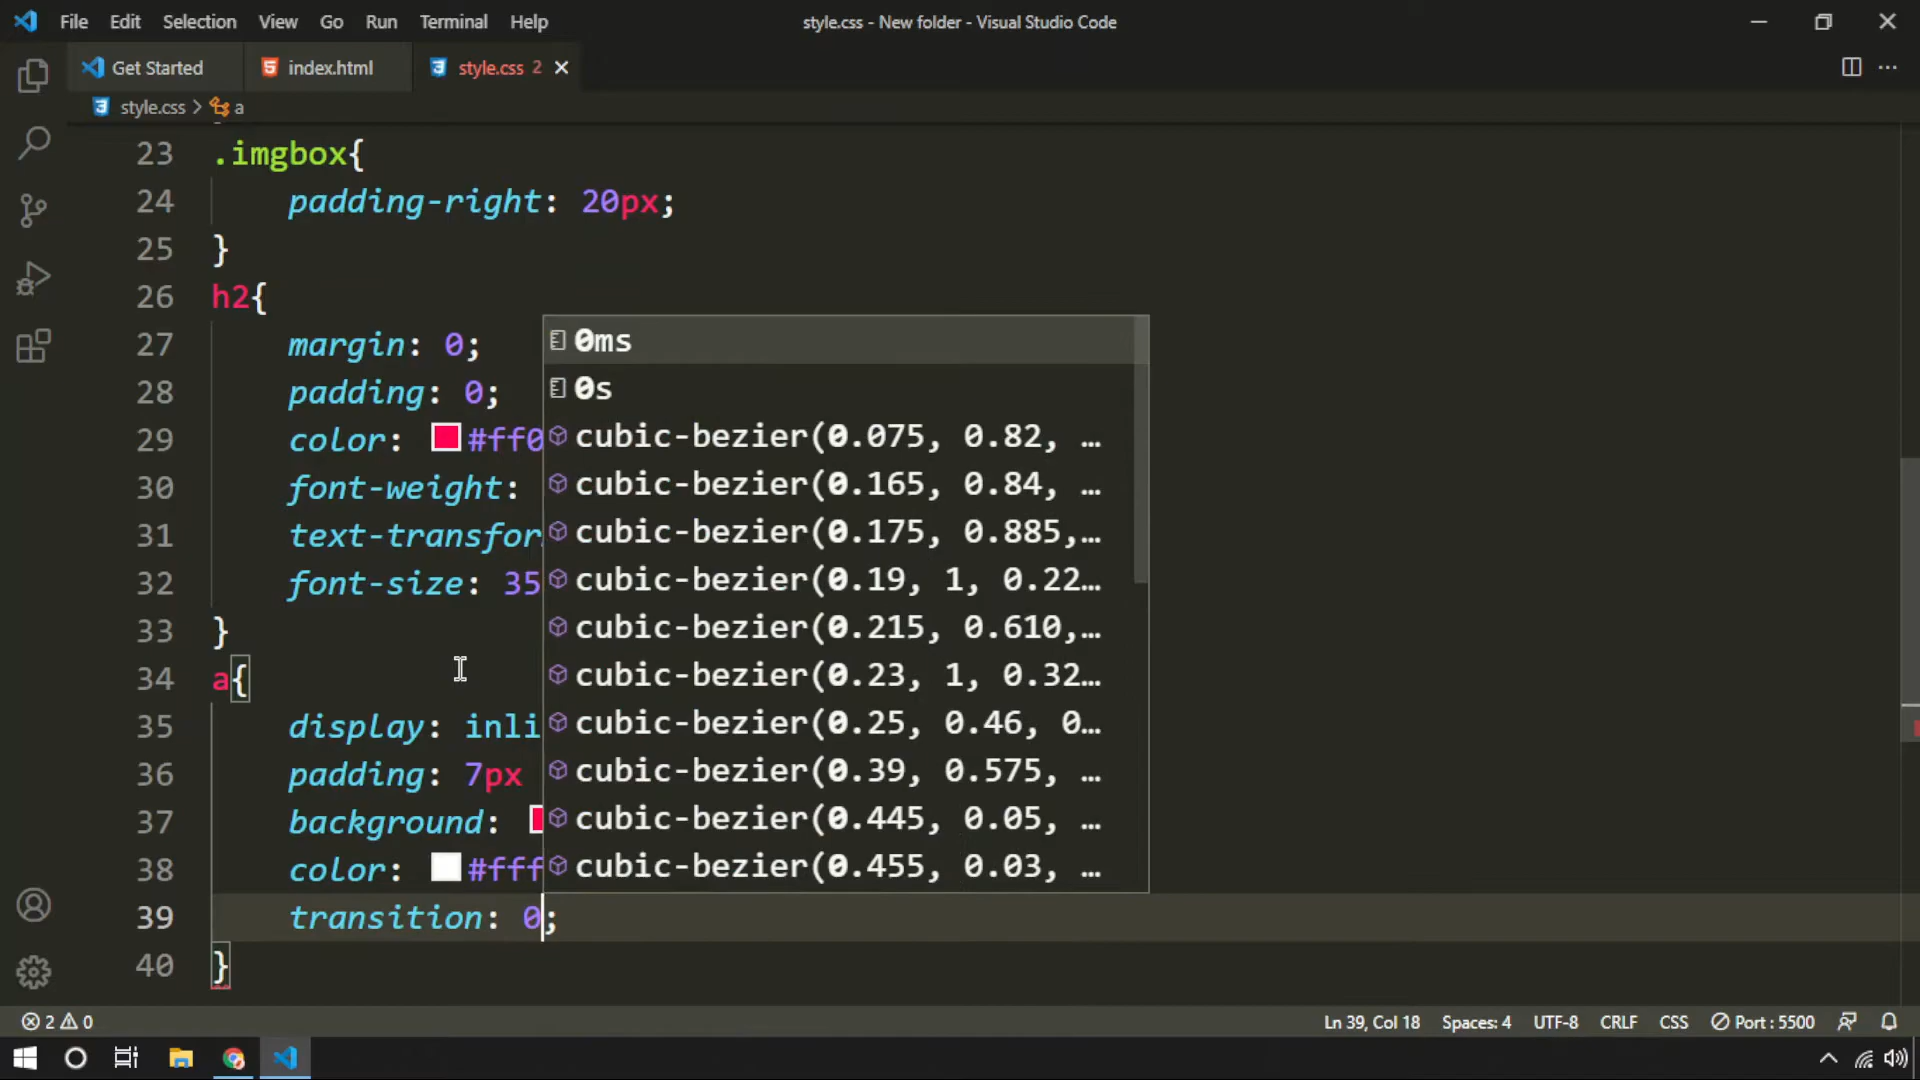 File Edit Selection View Go Run Terminal Help
style.css - New folder - Visual Studio Code
Get Started
index.html
style.css 2
style.css > a
23 .imgbox{
24 padding-right: 20px;
25 }
26 h2{
27 margin: 0;
28 padding: 0;
29 color: #ff0
30 font-weight:
31 text-transfor
32 font-size: 35
33 }
34 a{
35 display: inli
36 padding: 7px
37 background:
38 color: #fff
39 transition: 0;
40 }
0ms
0s
cubic-bezier(0.075, 0.82, …
cubic-bezier(0.165, 0.84, …
cubic-bezier(0.175, 0.885,…
cubic-bezier(0.19, 1, 0.22…
cubic-bezier(0.215, 0.610,…
cubic-bezier(0.23, 1, 0.32…
cubic-bezier(0.25, 0.46, 0…
cubic-bezier(0.39, 0.575, …
cubic-bezier(0.445, 0.05, …
cubic-bezier(0.455, 0.03, …
2 0
Ln 39, Col 18 Spaces: 4 UTF-8 CRLF CSS Port : 5500